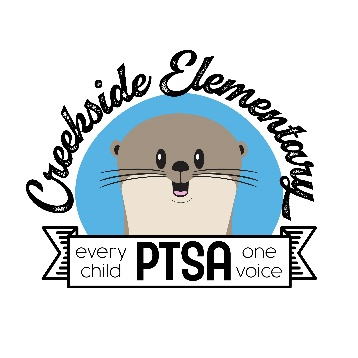 Creekside Elementary
every child
PTSA
one voice